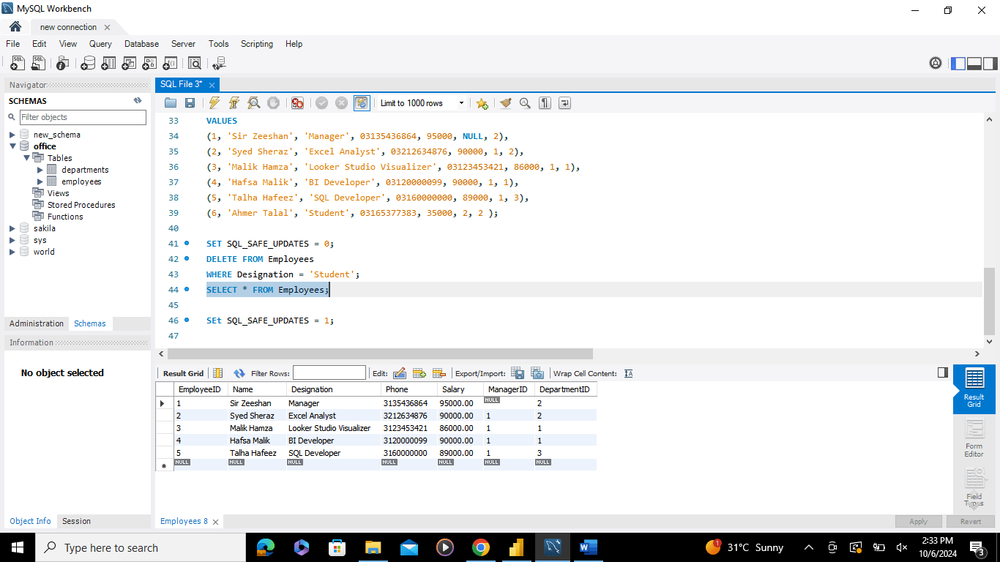 MySQL Workbench
new connection
File Edit View Query Database Server Tools Scripting Help
Navigator
SCHEMAS
Filter objects
new_schema
office
Tables
departments
employees
Views
Stored Procedures
Functions
sakila
sys
world
Administration Schemas
Information
No object selected
Object Info Session
SQL File 3*
Limit to 1000 rows
33 VALUES
34 (1, 'Sir Zeeshan', 'Manager', 03135436864, 95000, NULL, 2),
35 (2, 'Syed Sheraz', 'Excel Analyst', 03212634876, 90000, 1, 2),
36 (3, 'Malik Hamza', 'Looker Studio Visualizer', 03123453421, 86000, 1, 1),
37 (4, 'Hafsa Malik', 'BI Developer', 03120000099, 90000, 1, 1),
38 (5, 'Talha Hafeez', 'SQL Developer', 03160000000, 89000, 1, 3),
39 (6, 'Ahmer Talal', 'Student', 03165377383, 35000, 2, 2 );
40
41 SET SQL_SAFE_UPDATES = 0;
42 DELETE FROM Employees
43 WHERE Designation = 'Student';
44 SELECT * FROM Employees;
45
46 SEt SQL_SAFE_UPDATES = 1;
47
Result Grid Filter Rows: Edit: Export/Import: Wrap Cell Content: IA
EmployeeID Name Designation Phone Salary ManagerID DepartmentID
1 Sir Zeeshan Manager 3135436864 95000.00 NULL 2
2 Syed Sheraz Excel Analyst 3212634876 90000.00 1 2
3 Malik Hamza Looker Studio Visualizer 3123453421 86000.00 1 1
4 Hafsa Malik BI Developer 3120000099 90000.00 1 1
5 Talha Hafeez SQL Developer 3160000000 89000.00 1 3
NULL NULL NULL NULL NULL NULL NULL
Result
Grid
Form
Editor
Field
Types
Employees 8
Apply Revert
Type here to search
1
31°C Sunny
2:33 PM
10/6/2024
3